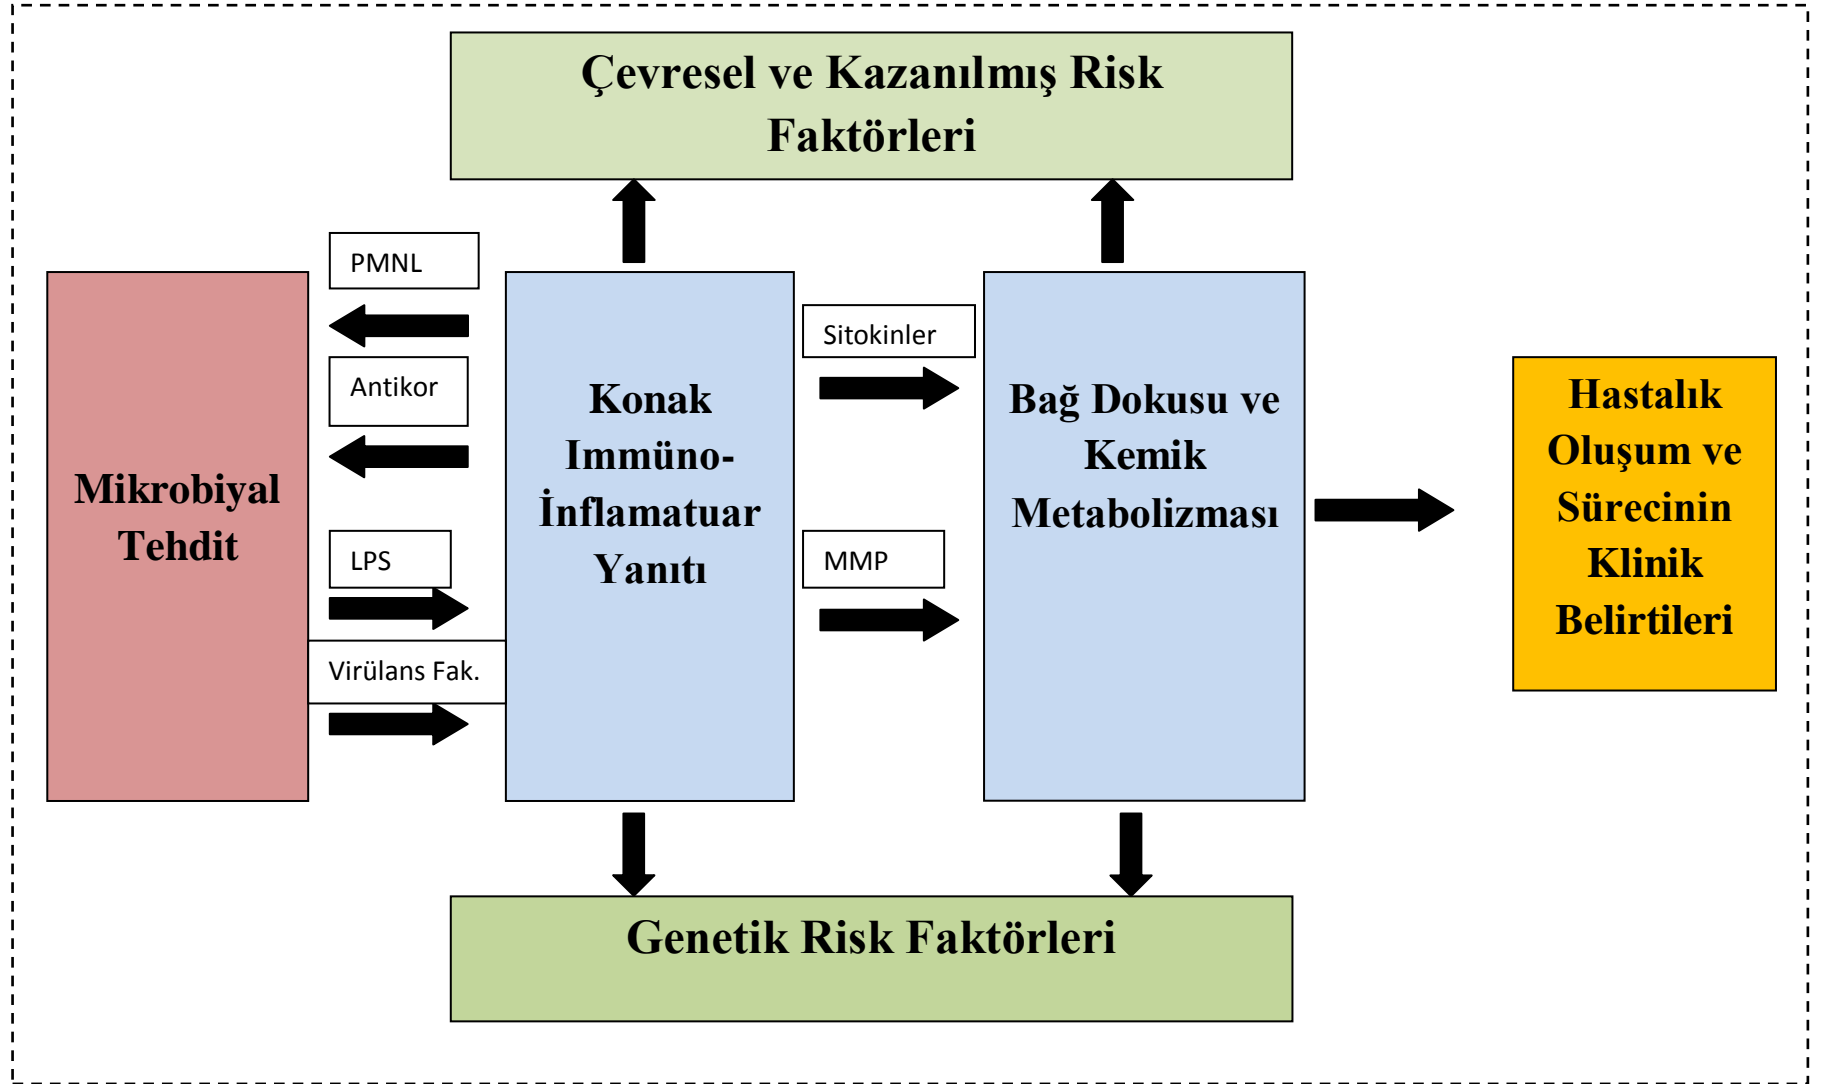 Çevresel ve Kazanılmış Risk
Faktörleri
PMNL
Antikor
LPS
Virülans Fak.
Mikrobiyal
Tehdit
Konak
Immüno-
İnflamatuar
Yanıtı
Sitokinler
MMP
Bağ Dokusu ve
Kemik
Metabolizması
Hastalık
Oluşum ve
Sürecinin
Klinik
Belirtileri
Genetik Risk Faktörleri